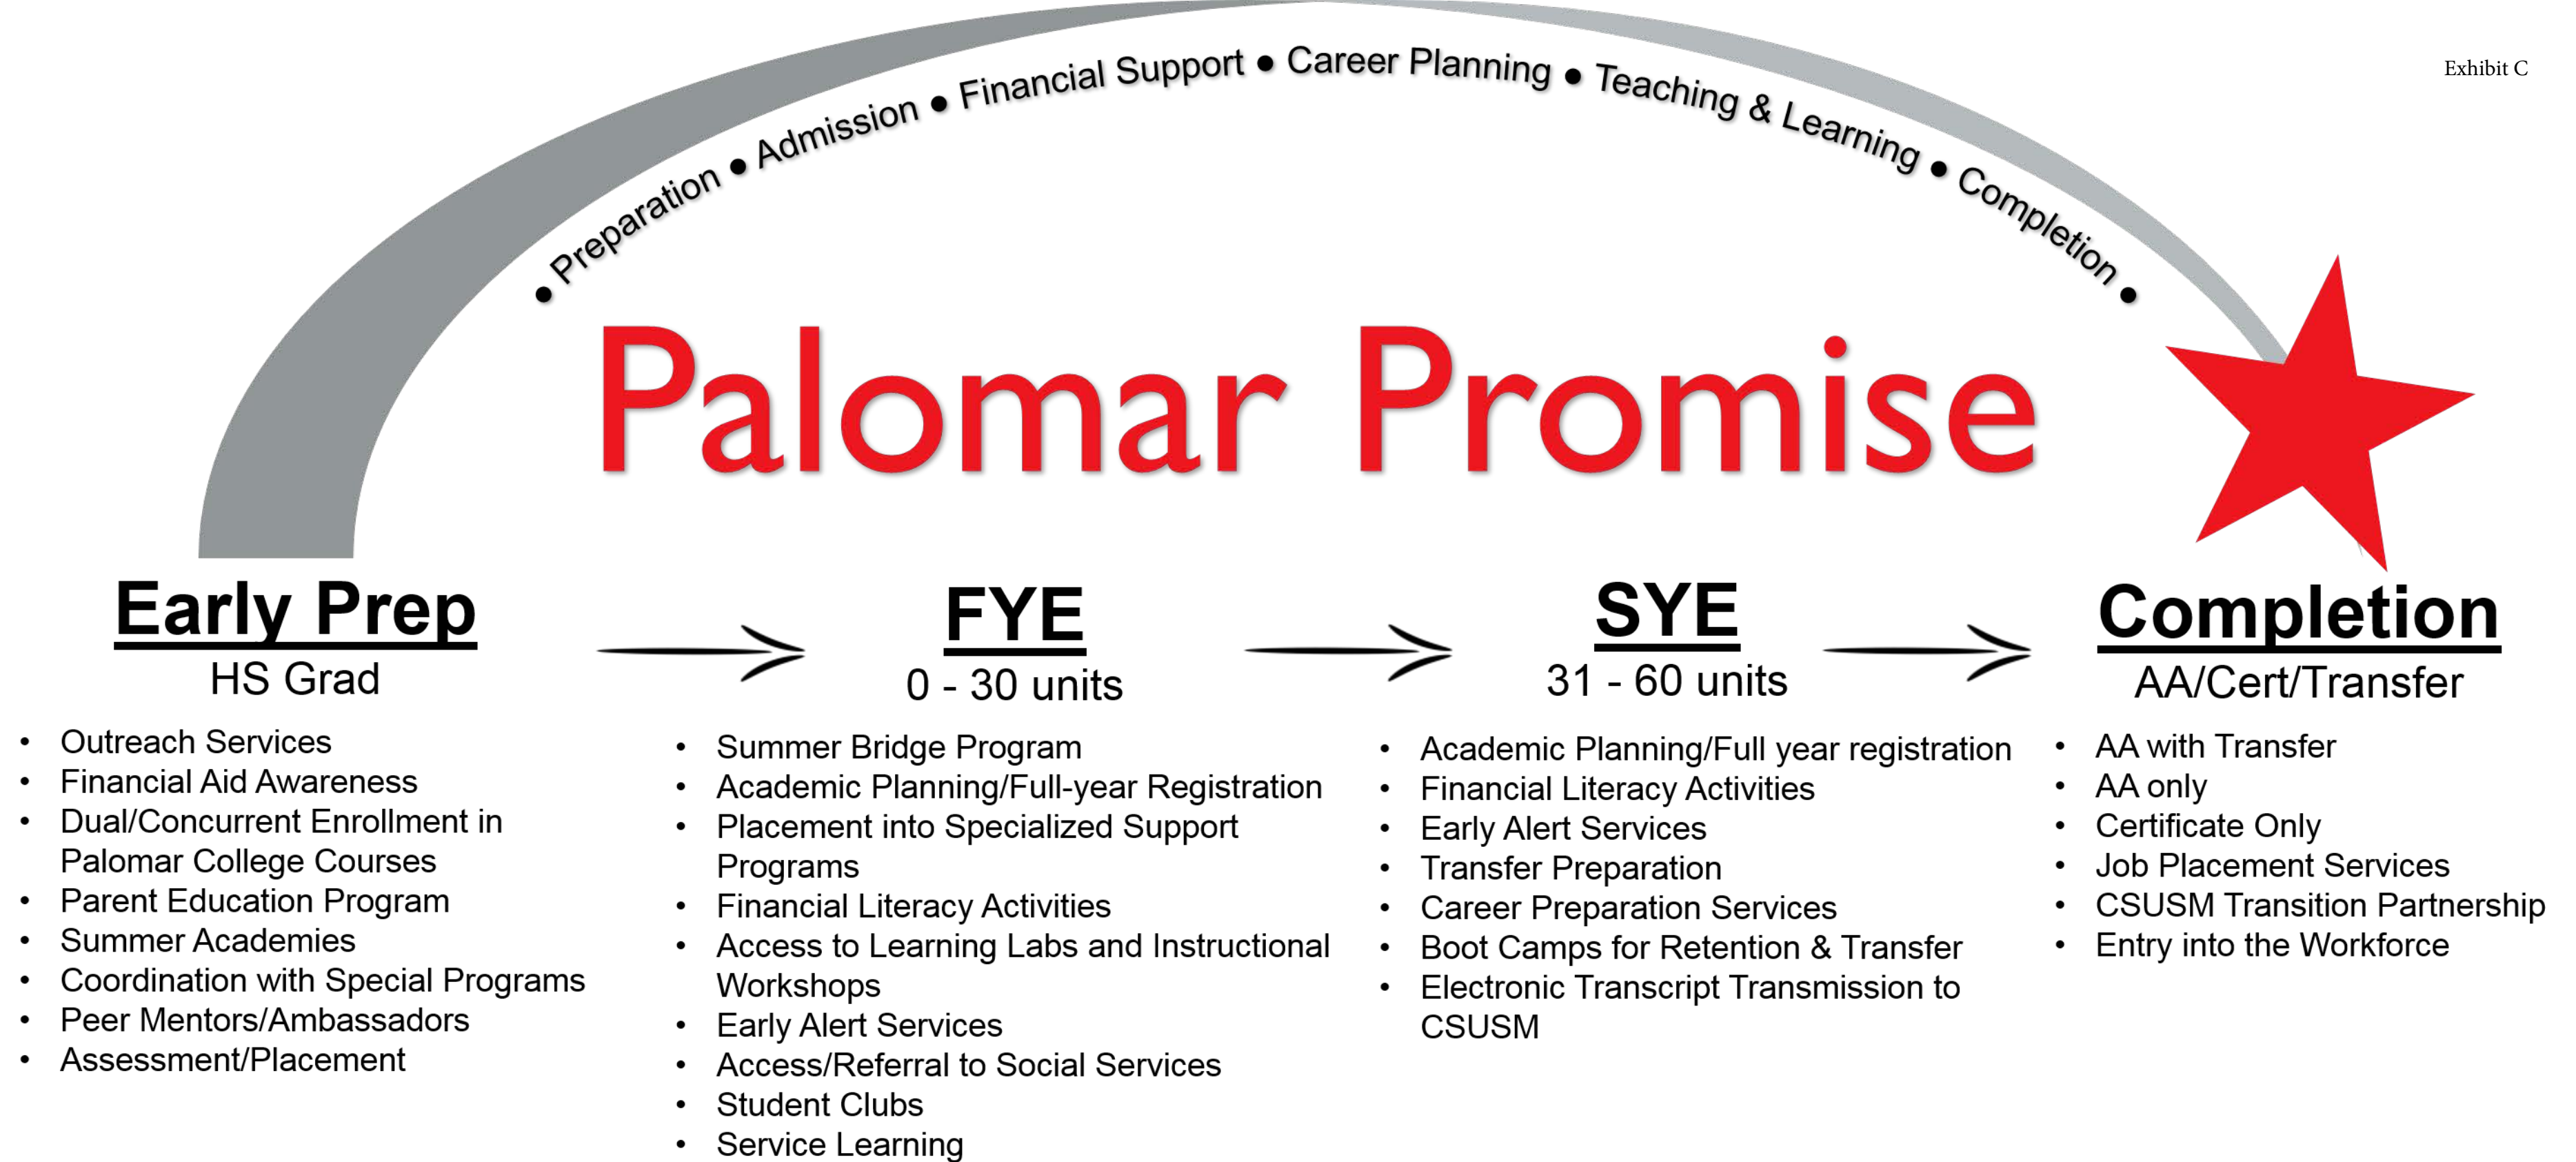 Exhibit C
• Preparation • Admission • Financial Support • Career Planning • Teaching & Learning • Completion •
Palomar Promise
Early Prep
HS Grad
• Outreach Services
• Financial Aid Awareness
• Dual/Concurrent Enrollment in
Palomar College Courses
• Parent Education Program
• Summer Academies
• Coordination with Special Programs
• Peer Mentors/Ambassadors
• Assessment/Placement
FYE
0 - 30 units
• Summer Bridge Program
• Academic Planning/Full-year Registration
• Placement into Specialized Support
Programs
• Financial Literacy Activities
• Access to Learning Labs and Instructional
Workshops
• Early Alert Services
• Access/Referral to Social Services
• Student Clubs
• Service Learning
SYE
31 - 60 units
• Academic Planning/Full year registration
• Financial Literacy Activities
• Early Alert Services
• Transfer Preparation
• Career Preparation Services
• Boot Camps for Retention & Transfer
• Electronic Transcript Transmission to
CSUSM
Completion
AA/Cert/Transfer
• AA with Transfer
• AA only
• Certificate Only
• Job Placement Services
• CSUSM Transition Partnership
• Entry into the Workforce